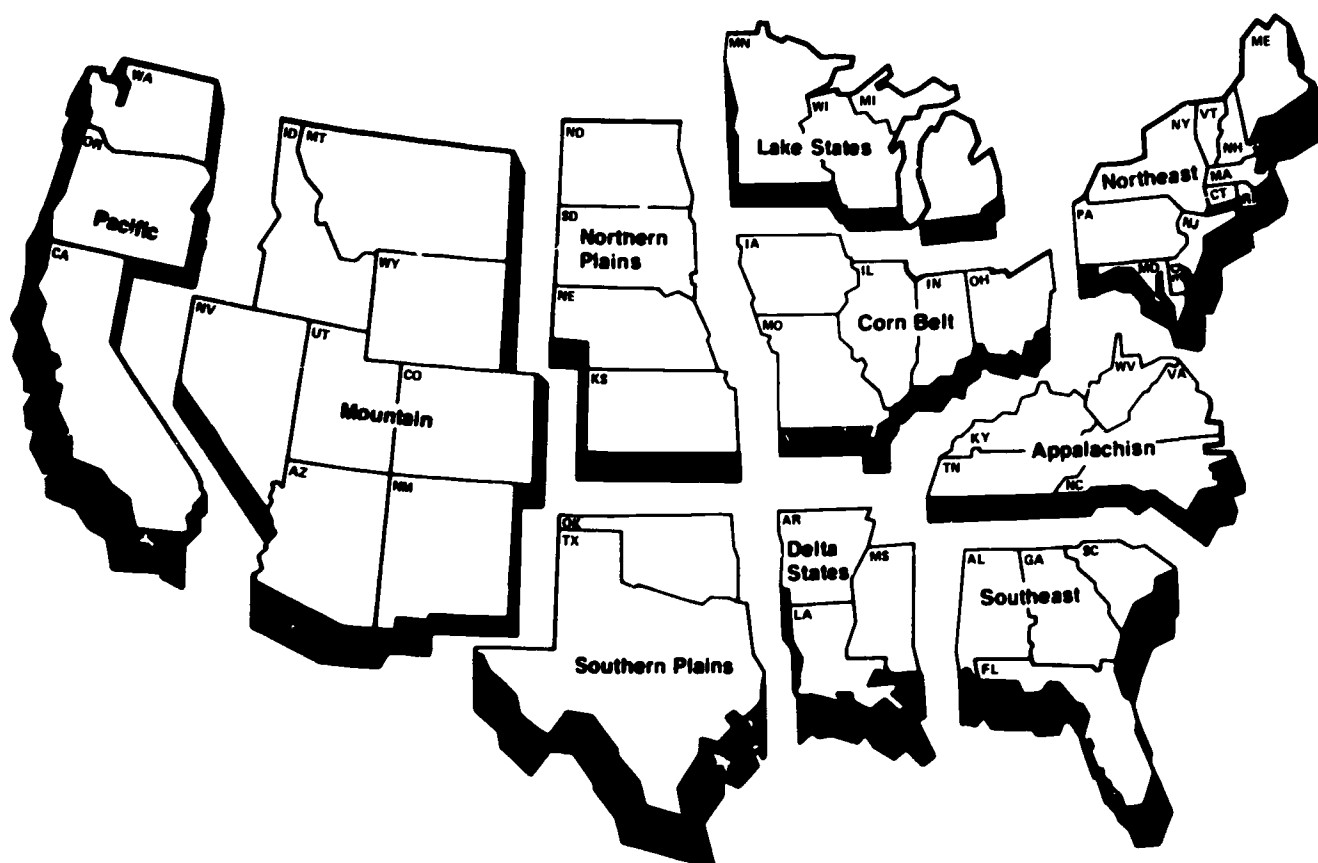 WA
OR
Pacific
CA
ID
MT
WY
NV
UT
CO
Mountain
AZ
NM
ND
SD
Northern
Plains
NE
KS
OK
TX
Southern Plains
MN
WI
MI
Lake States
IA
IL
IN
OH
MO
Corn Belt
AR
Delta
States
MS
LA
ME
NY
VT
NH
Northeast
MA
CT
RI
PA
NJ
MD
WV
VA
KY
Appalachisn
TN
NC
AL
GA
SC
Southeast
FL